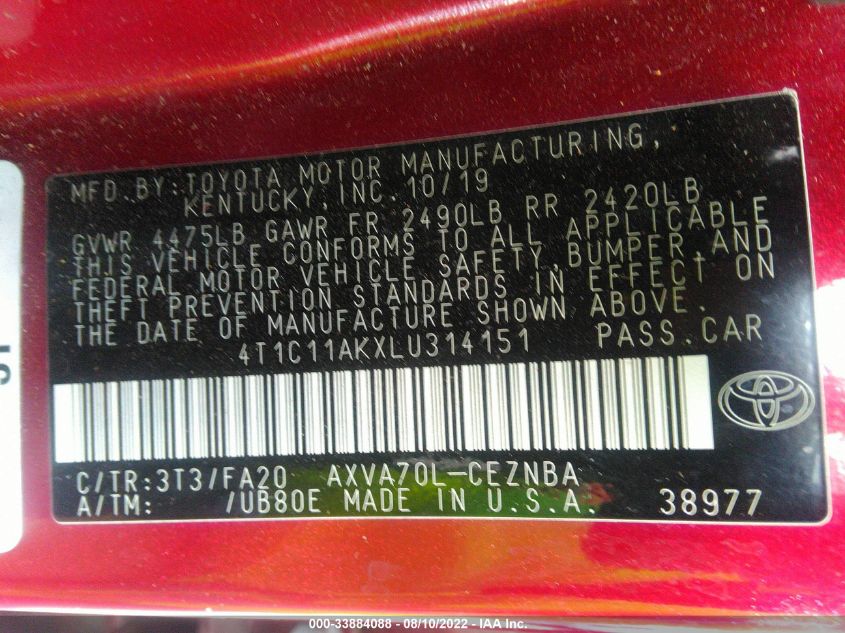 MFD. BY: TOYOTA MOTOR MANUFACTURING,
KENTUCKY, INC. 10/19
GVWR 4475LB GAWR FR 2490LB RR 2420LB
THIS VEHICLE CONFORMS TO ALL APPLICABLE
FEDERAL MOTOR VEHICLE SAFETY, BUMPER, AND
THEFT PREVENTION STANDARDS IN EFFECT ON
THE DATE OF MANUFACTURE SHOWN ABOVE.
4T1C11AKXLU314151 PASS. CAR
C/TR: 3T3/FA20 AXVA70L-CEZNBA
A/TM: /UB80E MADE IN U.S.A. 38977
000-33884088 - 08/10/2022 - IAA Inc.